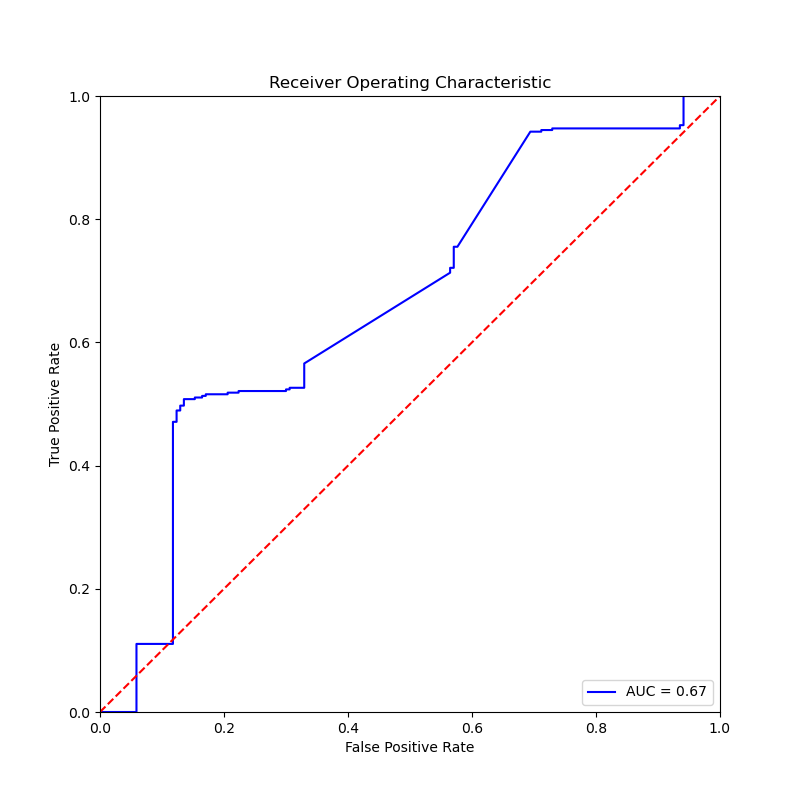 Receiver Operating Characteristic
1.0
0.8
0.6
0.4
0.2
0.0
True Positive Rate
AUC = 0.67
0.0 0.2 0.4 0.6 0.8 1.0
False Positive Rate